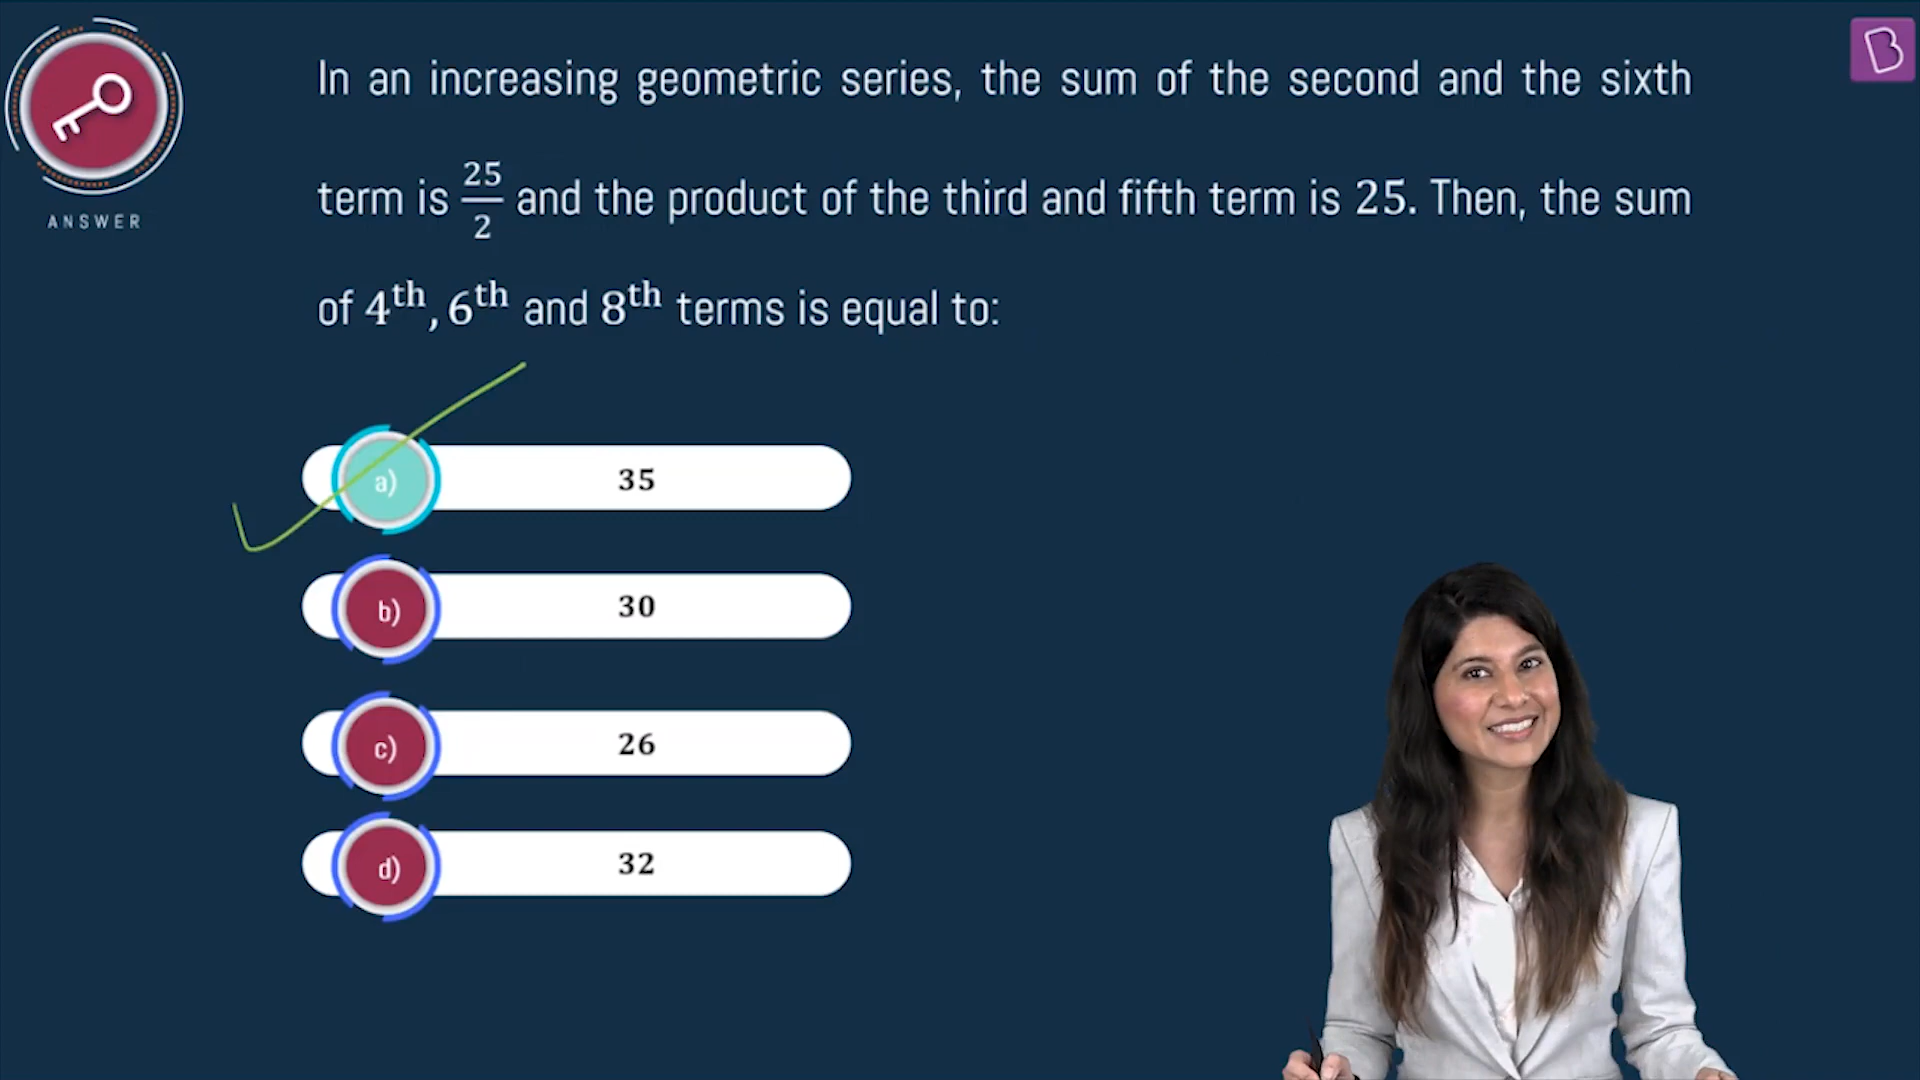 ANSWER
In an increasing geometric series, the sum of the second and the sixth
term is 25/2 and the product of the third and fifth term is 25. Then, the sum
of 4th, 6th and 8th terms is equal to:
a) 35
b) 30
c) 26
d) 32
B